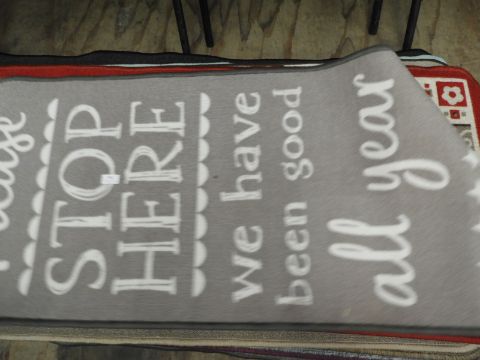 STOP
HERE
we have
been good
all year